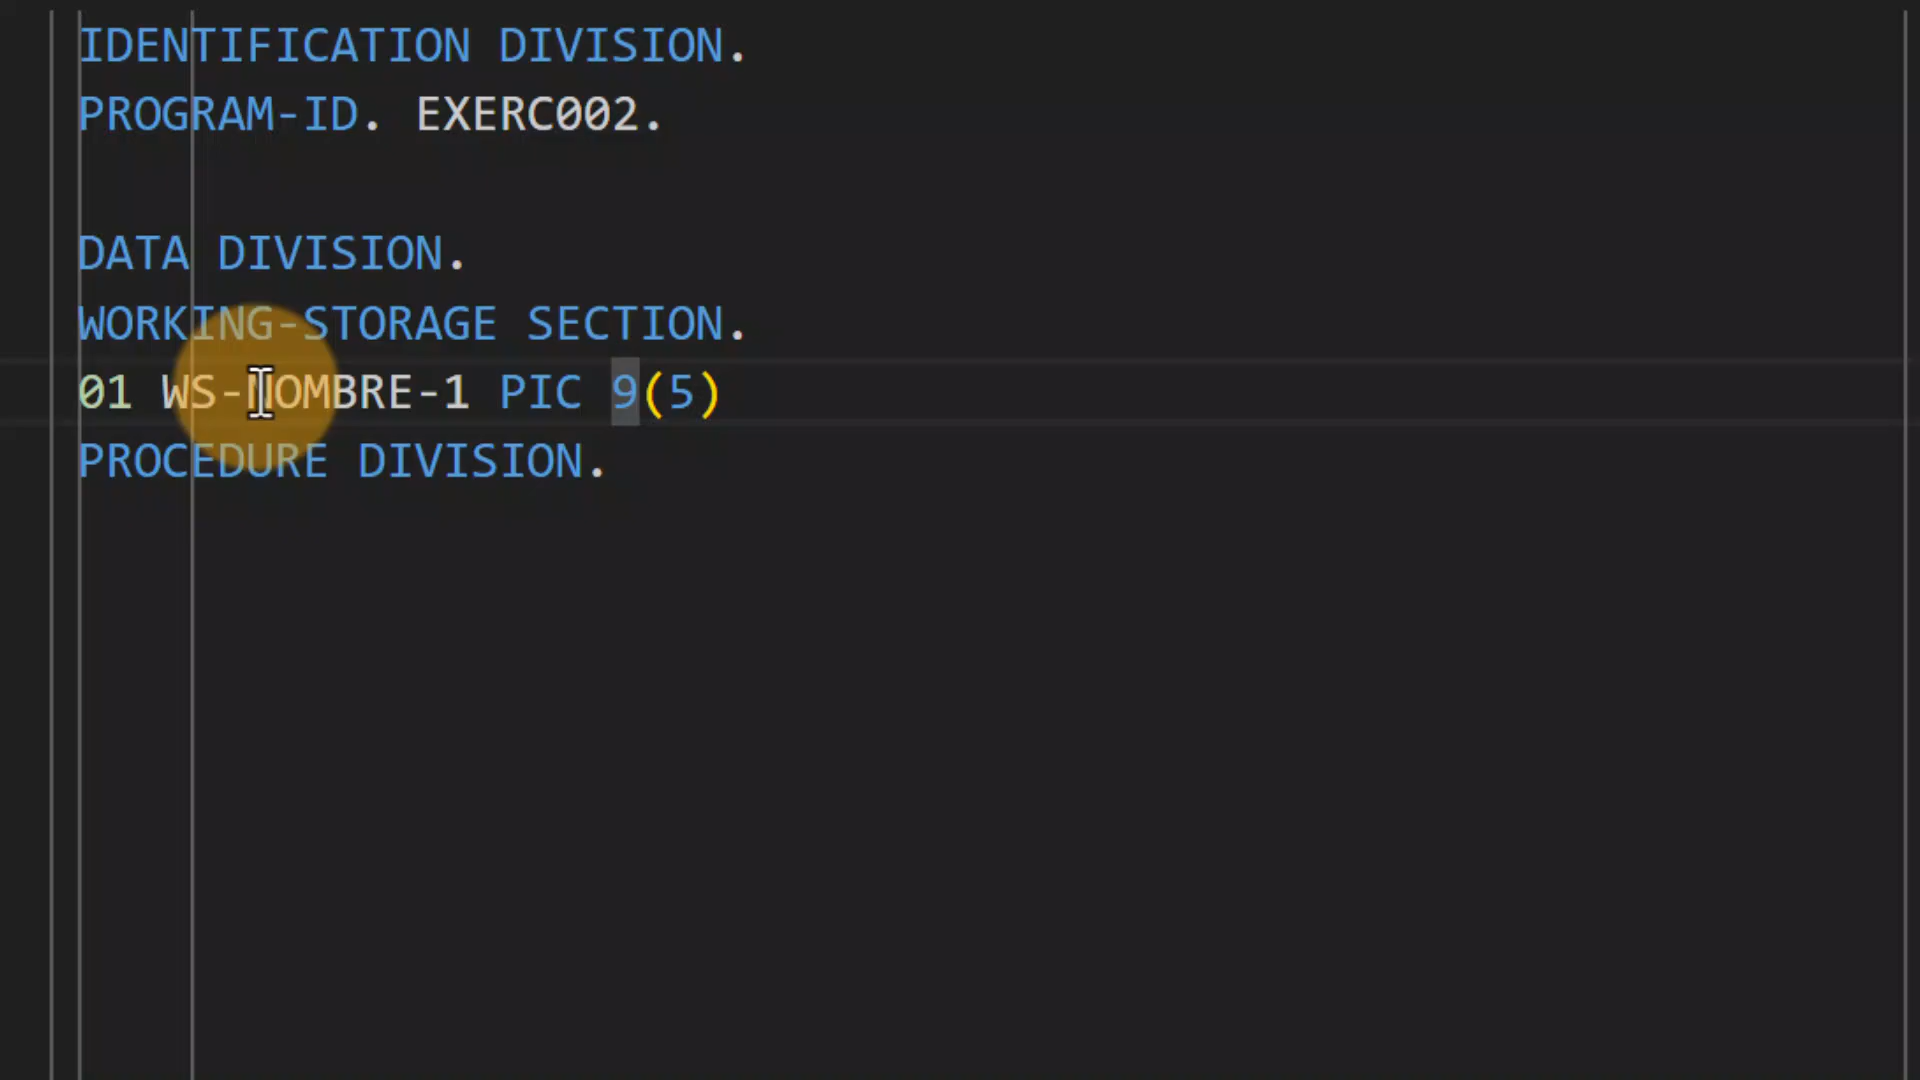 IDENTIFICATION DIVISION.
PROGRAM-ID. EXERC002.
DATA DIVISION.
WORKING-STORAGE SECTION.
01 WS-NOMBRE-1 PIC 9(5)
PROCEDURE DIVISION.